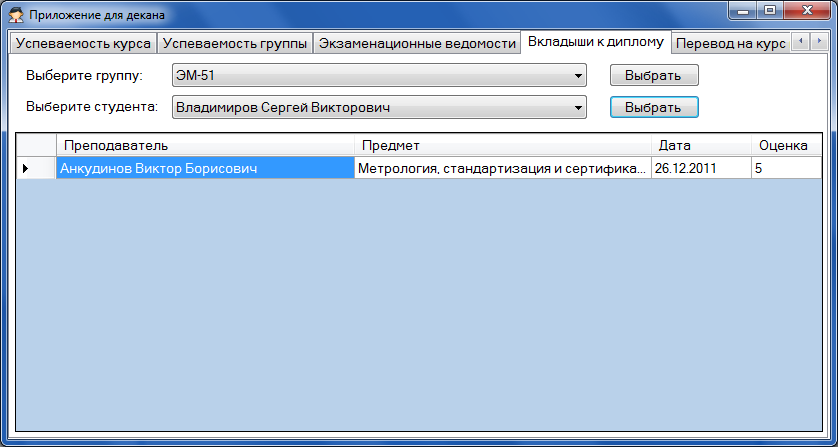 Приложение для декана
Успеваемость курса Успеваемость группы Экзаменационные ведомости Вкладыши к диплому Перевод на курс
Выберите группу: ЭМ-51 Выбрать
Выберите студента: Владимиров Сергей Викторович Выбрать
Преподаватель Предмет Дата Оценка
Анкудинов Виктор Борисович Метрология, стандартизация и сертифика... 26.12.2011 5